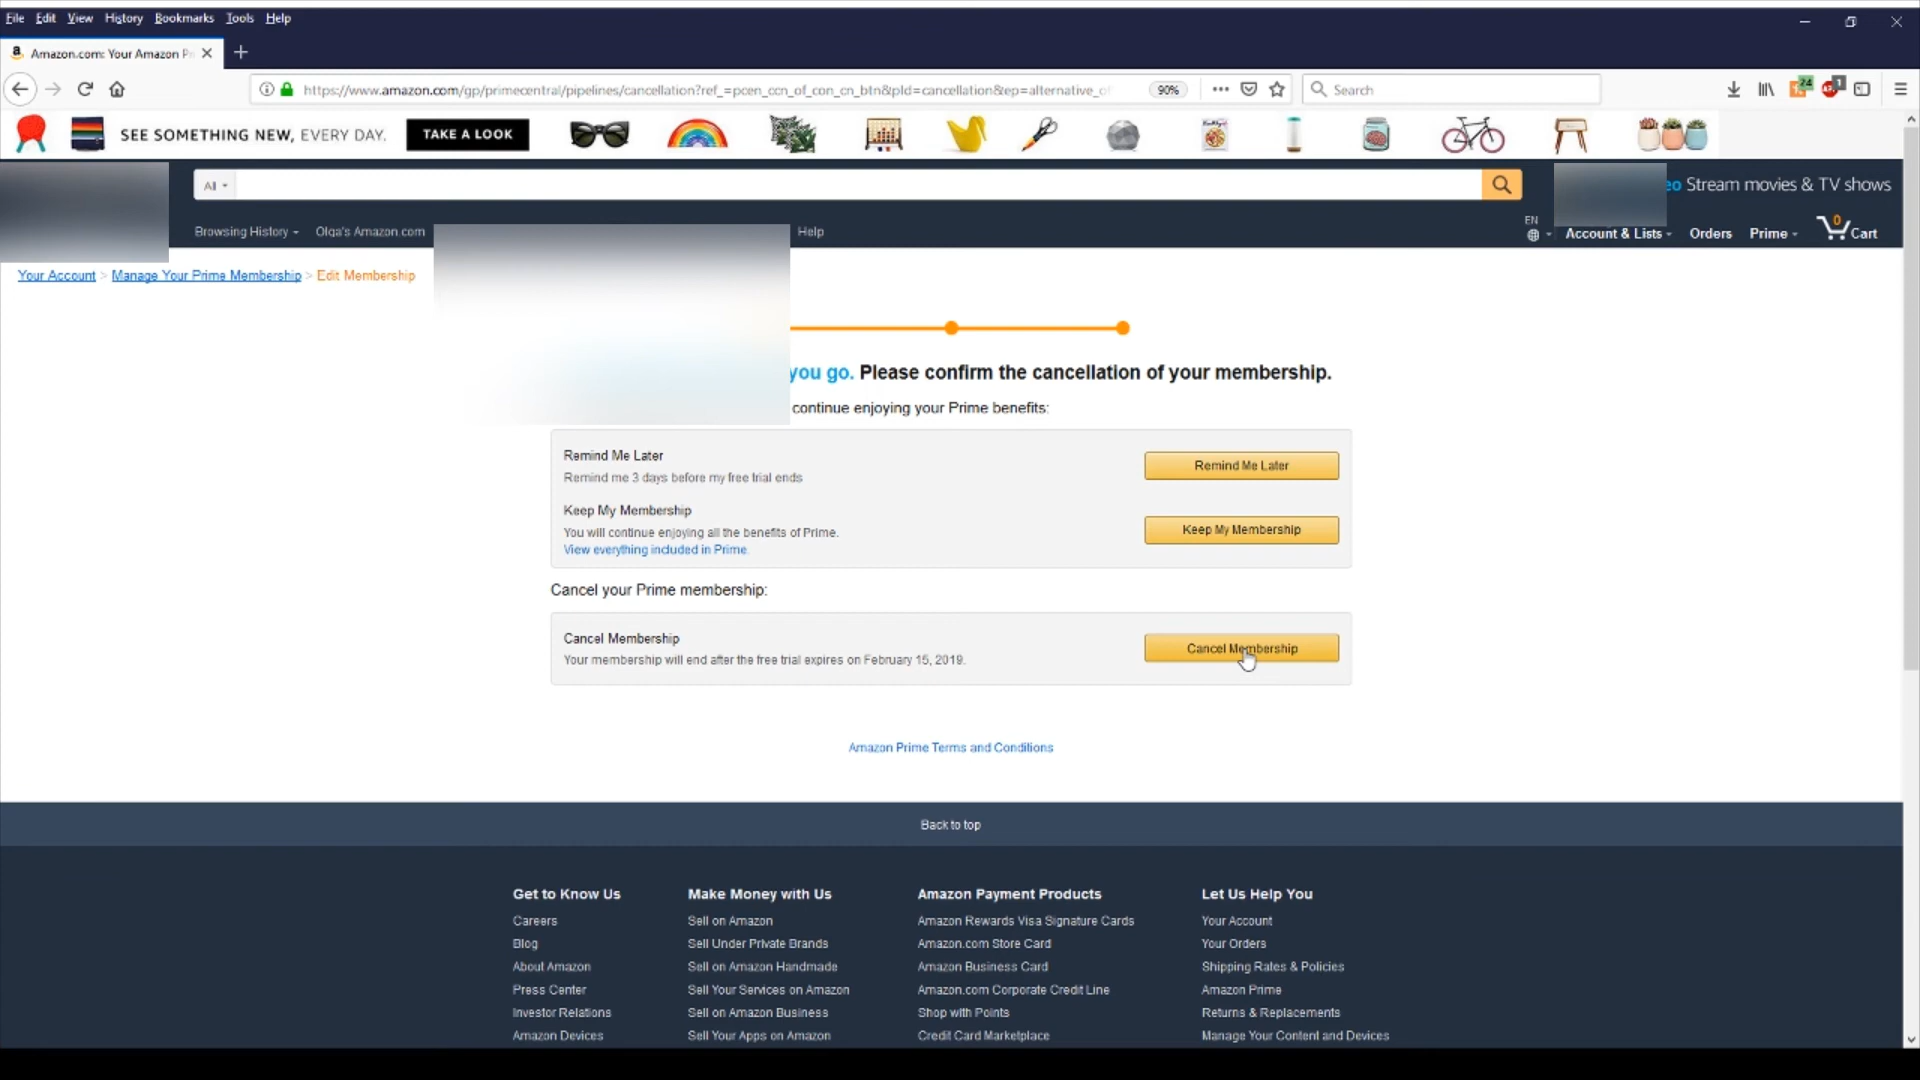 File Edit View History Bookmarks Tools Help
Amazon.com: Your Amazon Pr
https://www.amazon.com/gp/primecentral/pipelines/cancellation?ref_=pcen_ccn_of_con_cn_btn&pId=cancellation&ep=alternative_of 90% Search 24 1
SEE SOMETHING NEW, EVERY DAY. TAKE A LOOK
All
eo Stream movies & TV shows
Browsing History Olga's Amazon.com Help EN Account & Lists Orders Prime 0 Cart
Your Account > Manage Your Prime Membership > Edit Membership
you go. Please confirm the cancellation of your membership.
continue enjoying your Prime benefits:
Remind Me Later
Remind me 3 days before my free trial ends
Remind Me Later
Keep My Membership
You will continue enjoying all the benefits of Prime.
View everything included in Prime.
Keep My Membership
Cancel your Prime membership:
Cancel Membership
Your membership will end after the free trial expires on February 15, 2019.
Cancel Membership
Amazon Prime Terms and Conditions
Back to top
Get to Know Us
Careers
Blog
About Amazon
Press Center
Investor Relations
Amazon Devices
Make Money with Us
Sell on Amazon
Sell Under Private Brands
Sell on Amazon Handmade
Sell Your Services on Amazon
Sell on Amazon Business
Sell Your Apps on Amazon
Amazon Payment Products
Amazon Rewards Visa Signature Cards
Amazon.com Store Card
Amazon Business Card
Amazon.com Corporate Credit Line
Shop with Points
Credit Card Marketplace
Let Us Help You
Your Account
Your Orders
Shipping Rates & Policies
Amazon Prime
Returns & Replacements
Manage Your Content and Devices